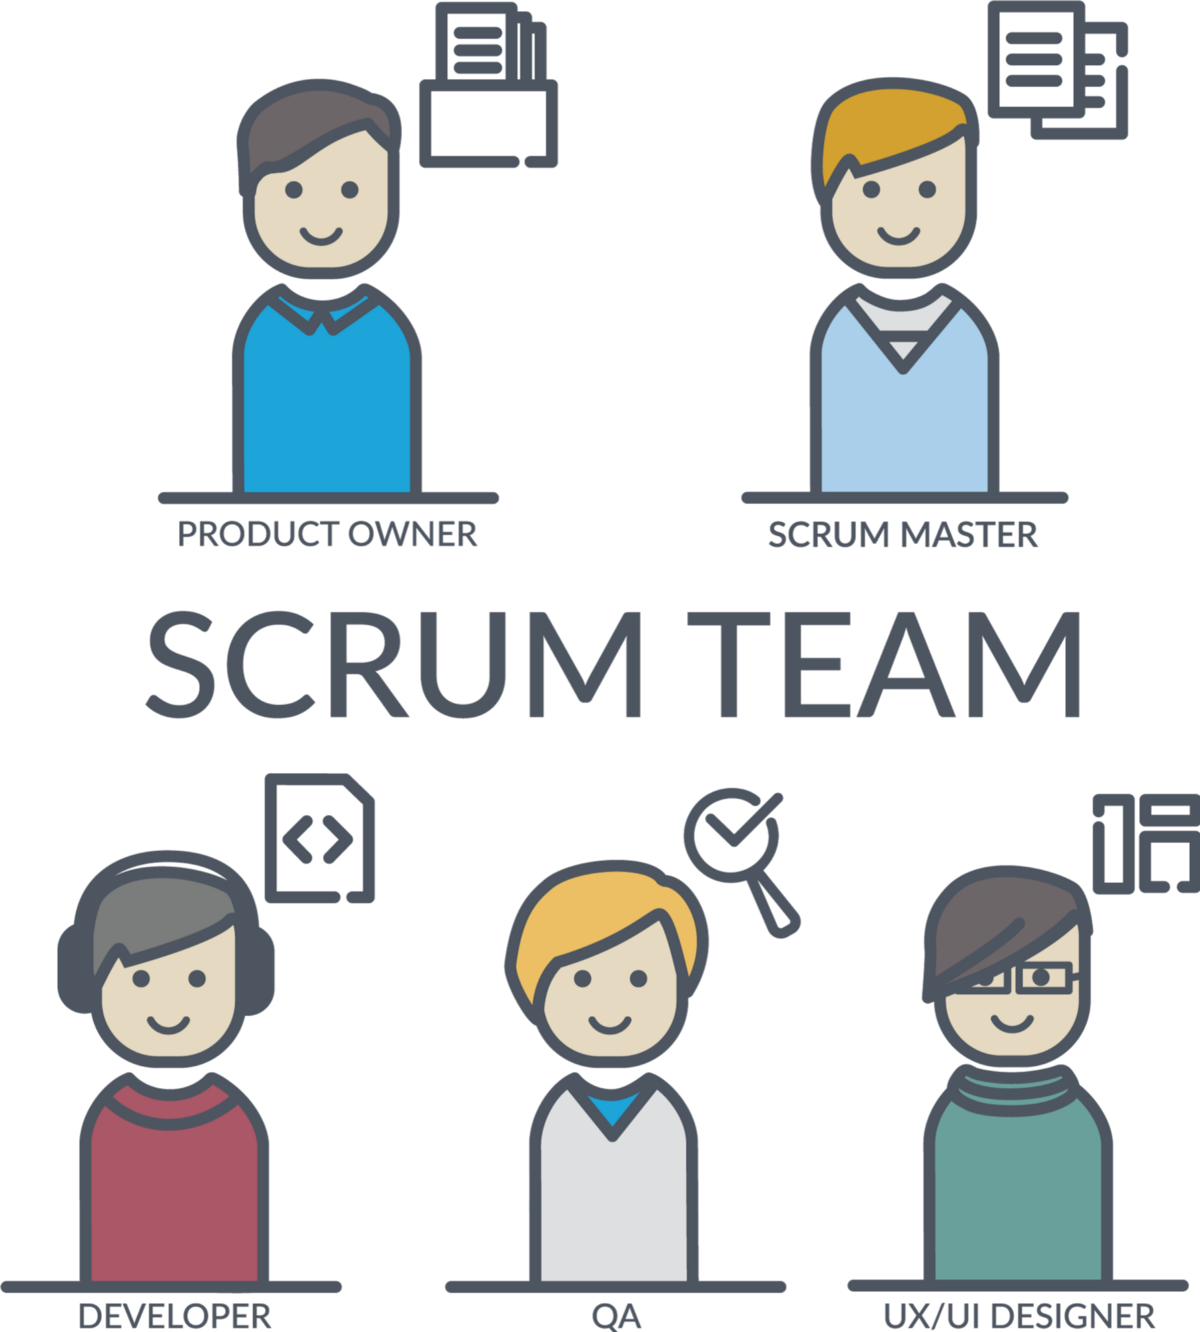 PRODUCT OWNER
SCRUM MASTER
SCRUM TEAM
DEVELOPER
QA
UX/UI DESIGNER